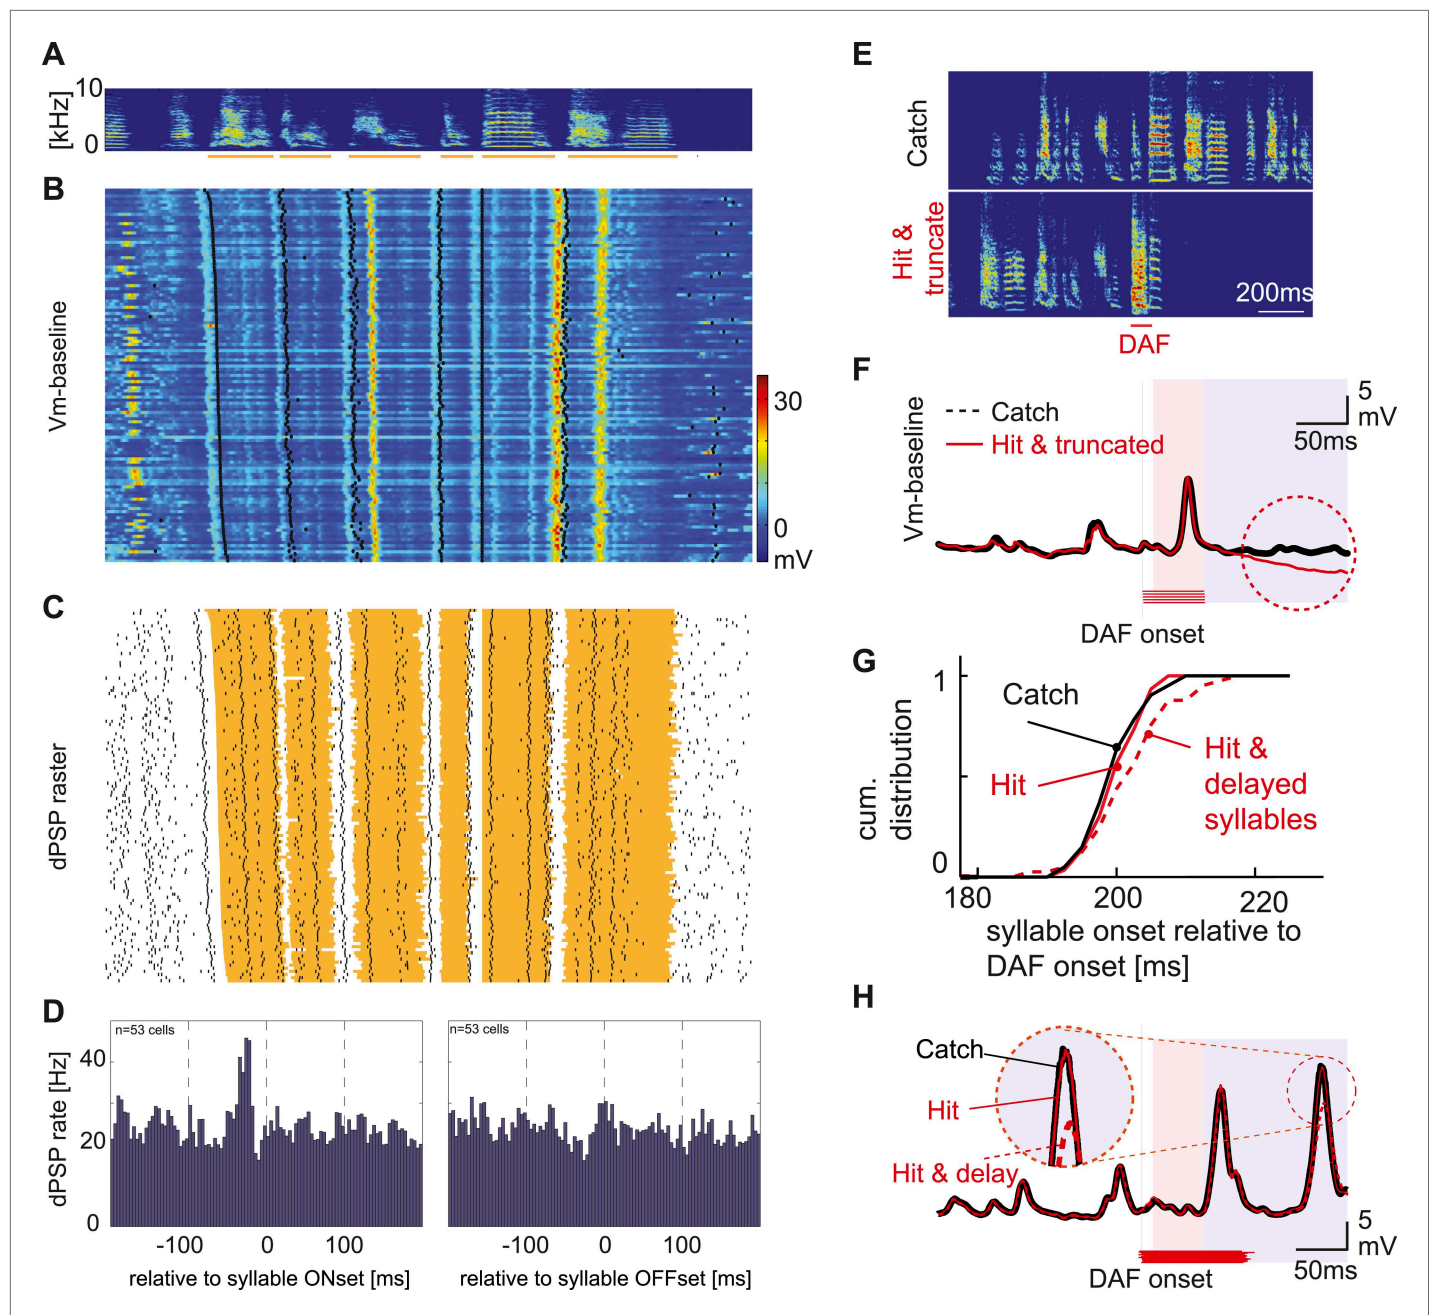 A
10
[kHz]
0
B
Vm-baseline
30
0
mV
C
dPSP raster
D
n=53 cells
n=53 cells
dPSP rate [Hz]
40
20
0
-100 0 100
-100 0 100
relative to syllable ONset [ms]
relative to syllable OFFset [ms]
E
Catch
Hit &
truncate
200ms
DAF
F
Vm-baseline
Catch
Hit & truncated
5
mV
50ms
DAF onset
G
1
cum.
distribution
0
Catch
Hit
Hit &
delayed
syllables
180 200 220
syllable onset relative to
DAF onset [ms]
H
Catch
Hit
Hit & delay
5
mV
50ms
DAF onset